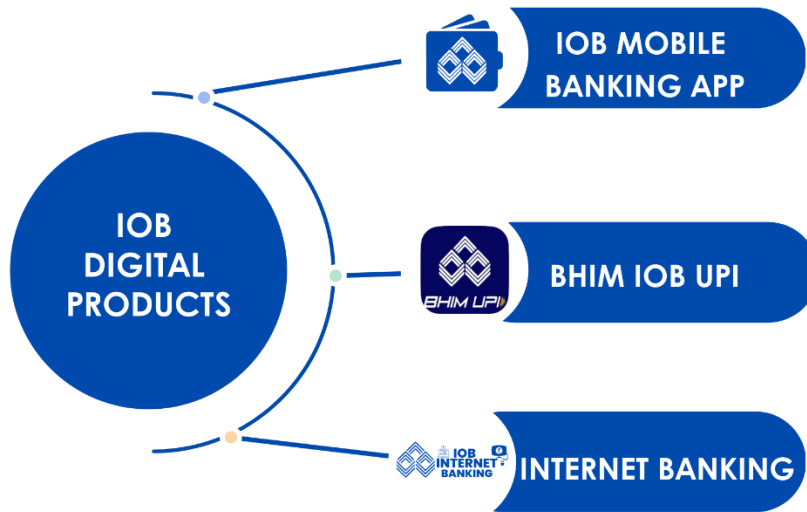 IOB
DIGITAL
PRODUCTS
IOB MOBILE
BANKING APP
BHIM UPI
BHIM IOB UPI
IOB
INTERNET
BANKING
INTERNET BANKING